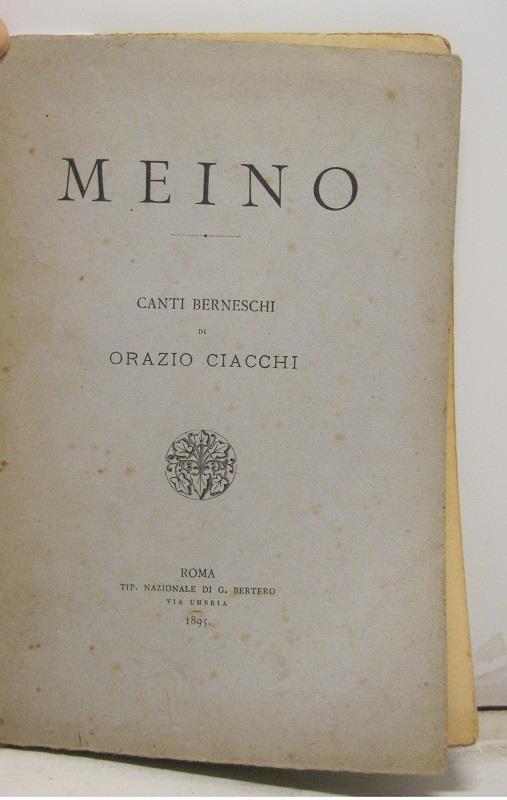 MEINO
CANTI BERNESCHI
DI
ORAZIO CIACCHI
ROMA
TIP. NAZIONALE DI G. BERTERO
VIA UMBRIA
1895.